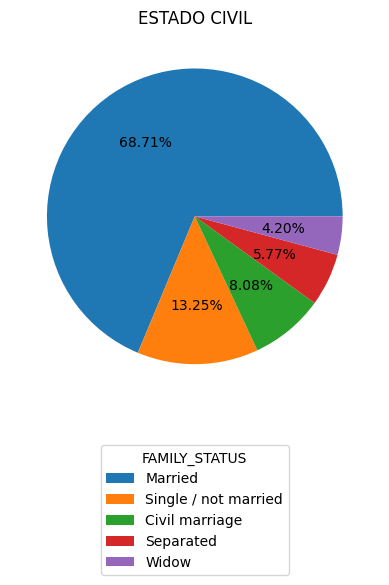 ESTADO CIVIL
68.71%
4.20%
5.77%
8.08%
13.25%
FAMILY_STATUS
Married
Single / not married
Civil marriage
Separated
Widow